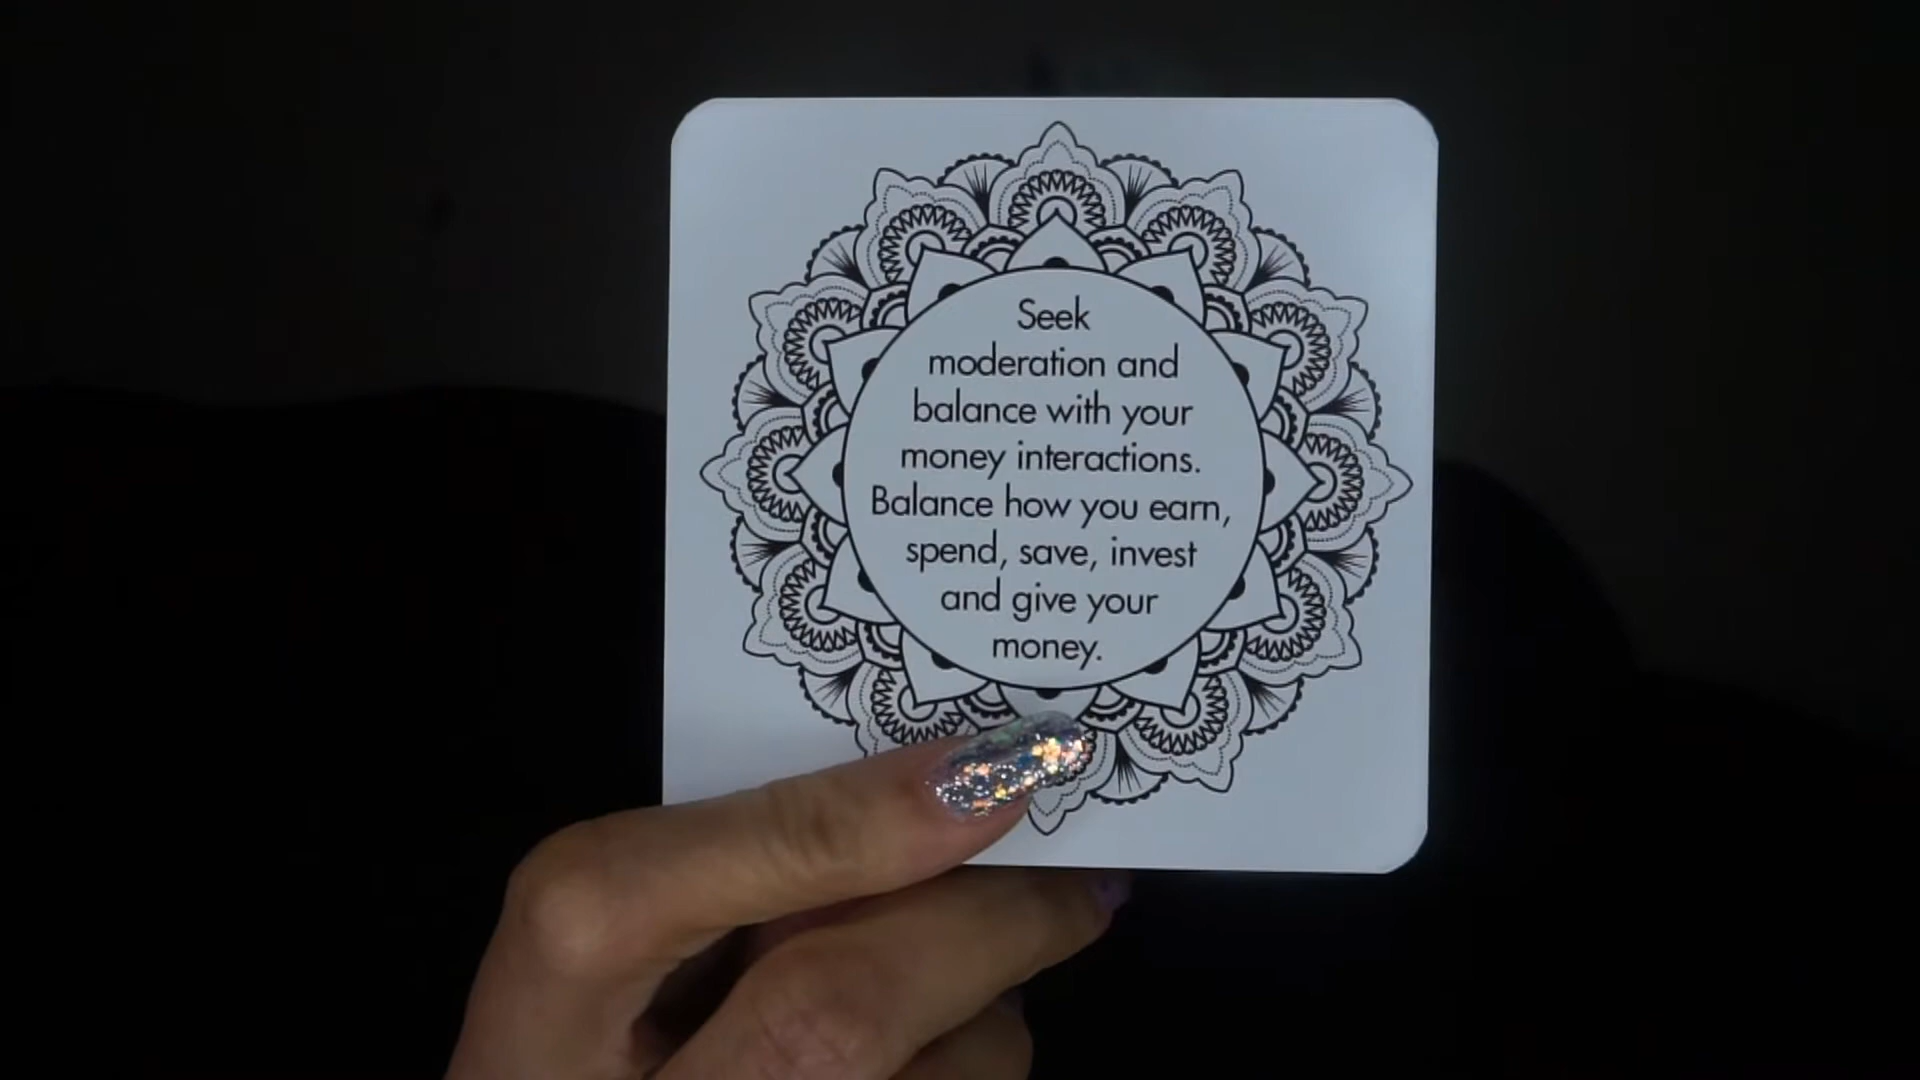 Seek
moderation and
balance with your
money interactions.
Balance how you earn,
spend, save, invest
and give your
money.